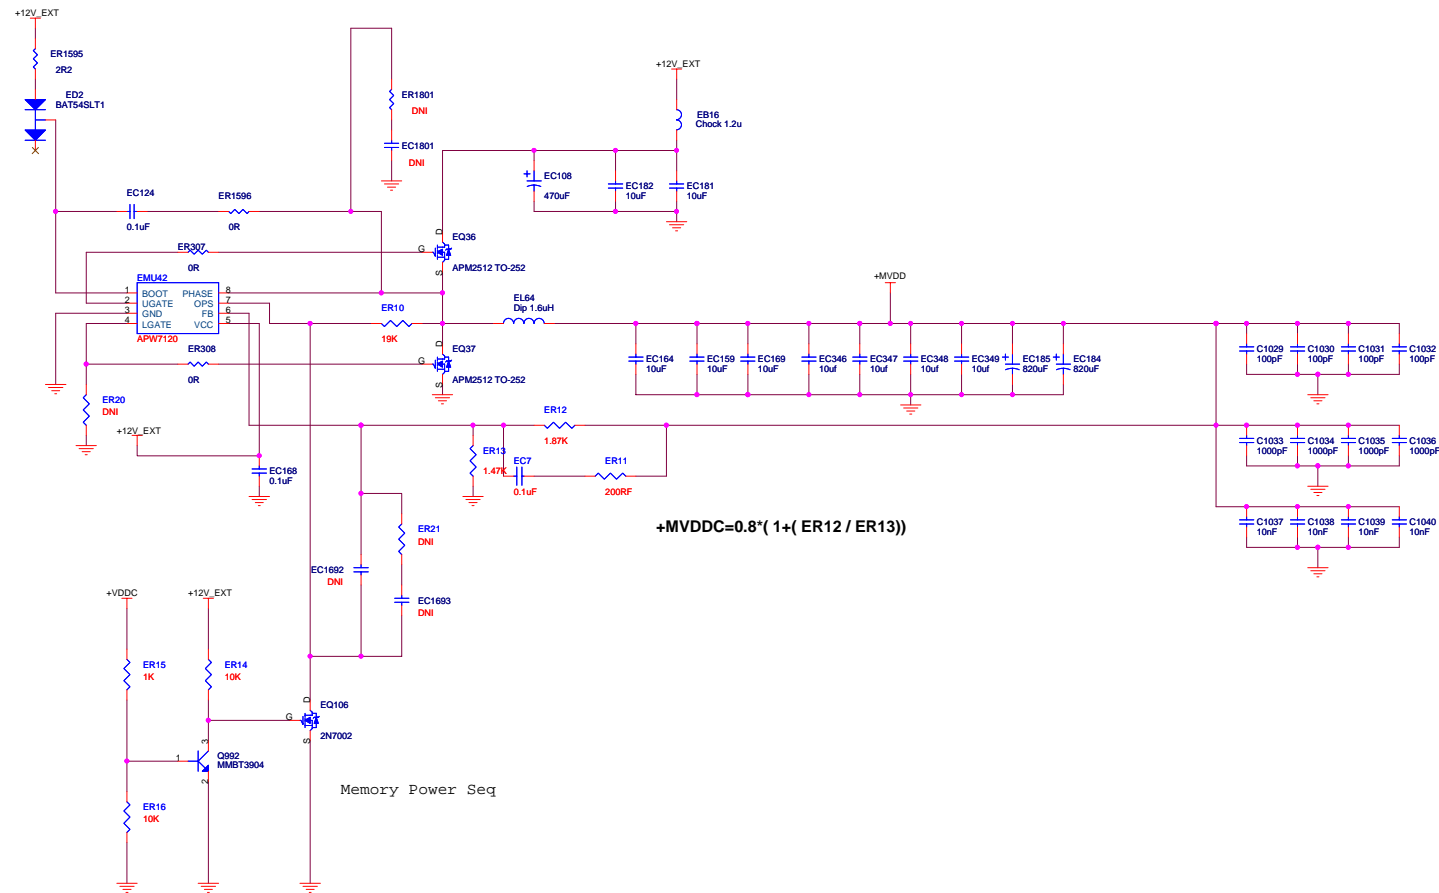 +12V_EXT
ER1595
2R2
ED2
BAT54SLT1
ER1801
DNI
EC1801
DNI
+12V_EXT
EB16
Chock 1.2u
EC108
470uF
EC182
10uF
EC181
10uF
EC124
0.1uF
ER1596
0R
ER307
0R
D
G
S
EQ36
APM2512 TO-252
EMU42
1 BOOT PHASE 8
2 UGATE OPS 7
3 GND FB 6
4 LGATE VCC 5
APW7120
ER10
19K
EL64
Dip 1.6uH
+MVDD
ER308
0R
D
G
S
EQ37
APM2512 TO-252
EC164
10uF
EC159
10uF
EC169
10uF
EC346
10uf
EC347
10uf
EC348
10uf
EC349
10uf
EC185
820uF
EC184
820uF
C1029
100pF
C1030
100pF
C1031
100pF
C1032
100pF
ER20
DNI
+12V_EXT
EC168
0.1uF
ER12
1.87K
ER13
1.47K
EC7
0.1uF
ER11
200RF
C1033
1000pF
C1034
1000pF
C1035
1000pF
C1036
1000pF
+MVDDC=0.8*( 1+( ER12 / ER13))
ER21
DNI
EC1692
DNI
EC1693
DNI
C1037
10nF
C1038
10nF
C1039
10nF
C1040
10nF
+VDDC
+12V_EXT
ER15
1K
ER14
10K
D
G
S
EQ106
2N7002
1
3
2
Q992
MMBT3904
ER16
10K
Memory Power Seq